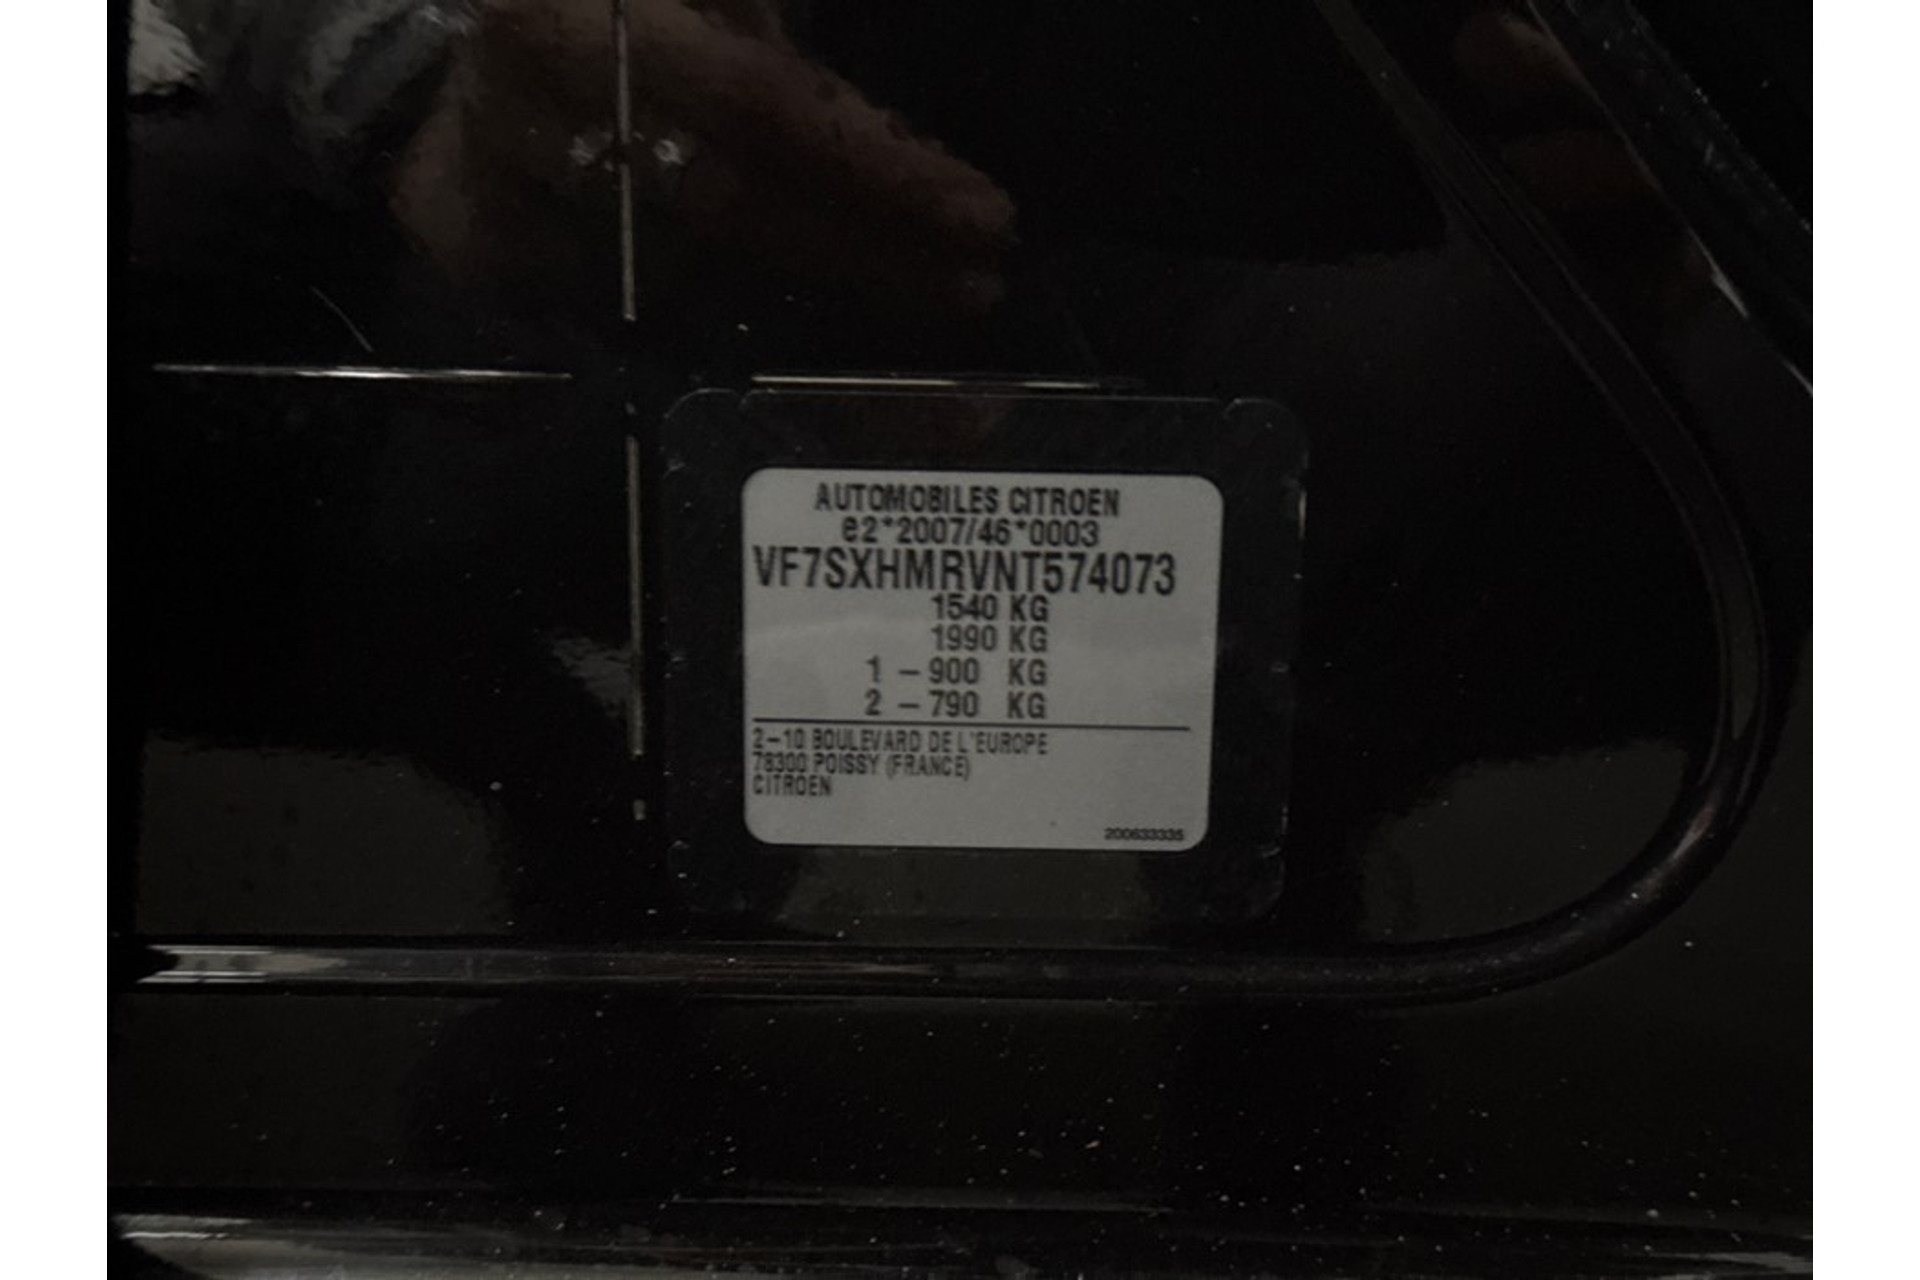 AUTOMOBILES CITROEN
e2*2007/46*0003
VF7SXHMRVNT574073
1540 KG
1990 KG
1 – 900 KG
2 – 790 KG
2–10 BOULEVARD DE L'EUROPE
78300 POISSY (FRANCE)
CITROEN
200633335